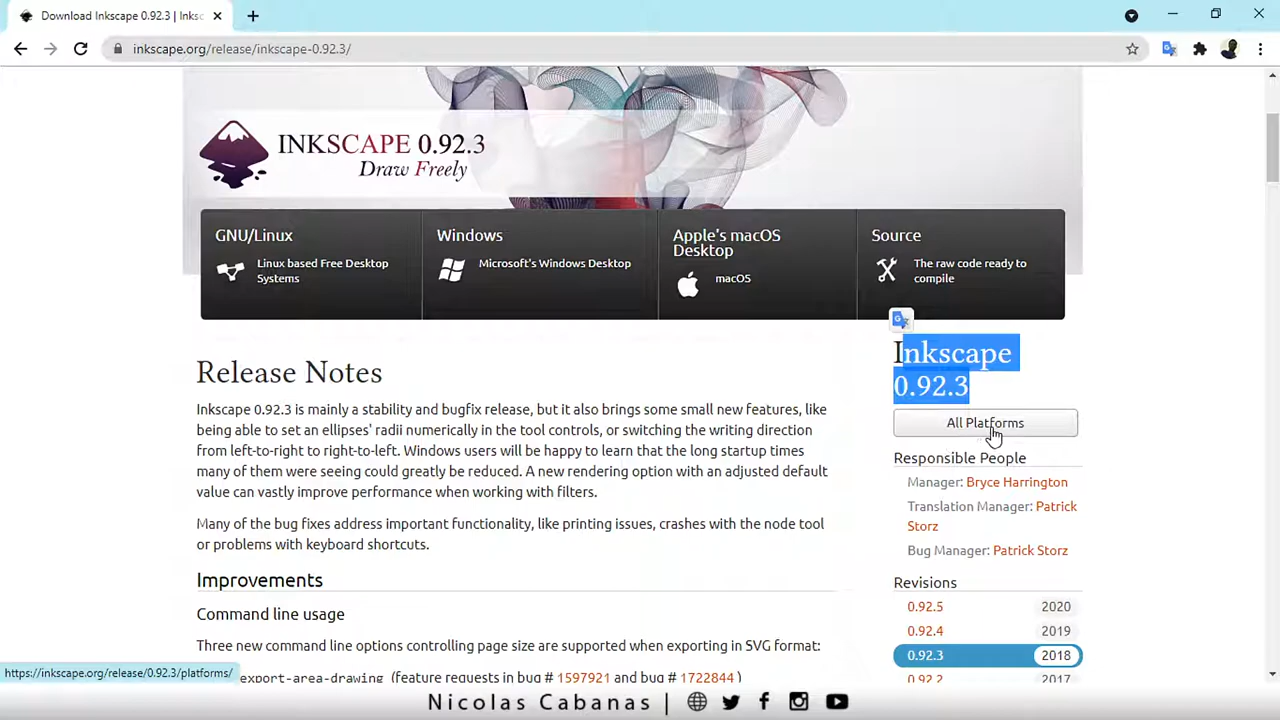 Download Inkscape 0.92.3 | Inksc
inkscape.org/release/inkscape-0.92.3/
INKSCAPE 0.92.3
Draw Freely
GNU/Linux
Linux based Free Desktop
Systems
Windows
Microsoft's Windows Desktop
Apple's macOS
Desktop
macOS
Source
The raw code ready to
compile
Release Notes
Inkscape 0.92.3 is mainly a stability and bugfix release, but it also brings some small new features, like
being able to set an ellipses' radii numerically in the tool controls, or switching the writing direction
from left-to-right to right-to-left. Windows users will be happy to learn that the long startup times
many of them were seeing could greatly be reduced. A new rendering option with an adjusted default
value can vastly improve performance when working with filters.
Many of the bug fixes address important functionality, like printing issues, crashes with the node tool
or problems with keyboard shortcuts.
Improvements
Command line usage
Three new command line options controlling page size are supported when exporting in SVG format:
export-area-drawing (feature requests in bug # 1597921 and bug # 1722844 )
Inkscape
0.92.3
All Platforms
Responsible People
Manager: Bryce Harrington
Translation Manager: Patrick
Storz
Bug Manager: Patrick Storz
Revisions
0.92.5 2020
0.92.4 2019
0.92.3 2018
0.92.2 2017
https://inkscape.org/release/0.92.3/platforms/
Nicolas Cabanas |